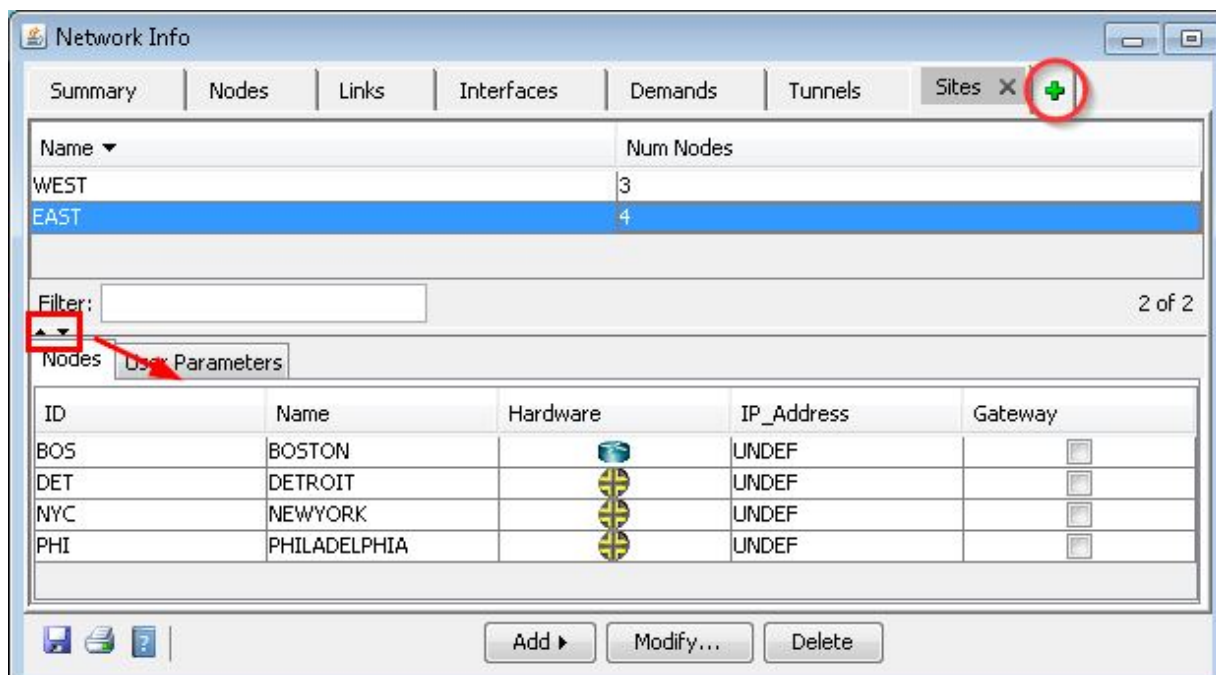 Network Info
Summary Nodes Links Interfaces Demands Tunnels Sites
Name Num Nodes
WEST 3
EAST 4
Filter: 2 of 2
Nodes User Parameters
ID Name Hardware IP_Address Gateway
BOS BOSTON UNDEF
DET DETROIT UNDEF
NYC NEWYORK UNDEF
PHI PHILADELPHIA UNDEF
Add Modify... Delete